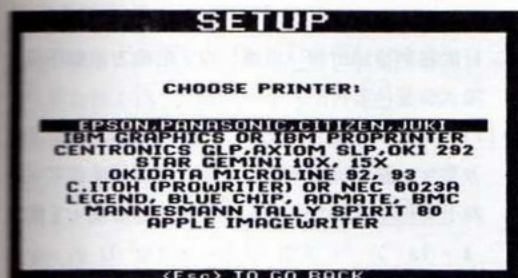 SETUP
CHOOSE PRINTER:
EPSON,PANASONIC,CITIZEN,JUKI
IBM GRAPHICS OR IBM PROPRINTER
CENTRONICS GLP,AXIOM SLP,OKI 292
STAR GEMINI 10X, 15X
OKIDATA MICROLINE 92, 93
C.ITOH (PROWRITER) OR NEC 8023A
LEGEND, BLUE CHIP, ADMATE, BMC
MANNESMANN TALLY SPIRIT 80
APPLE IMAGEWRITER
<Esc> TO GO BACK